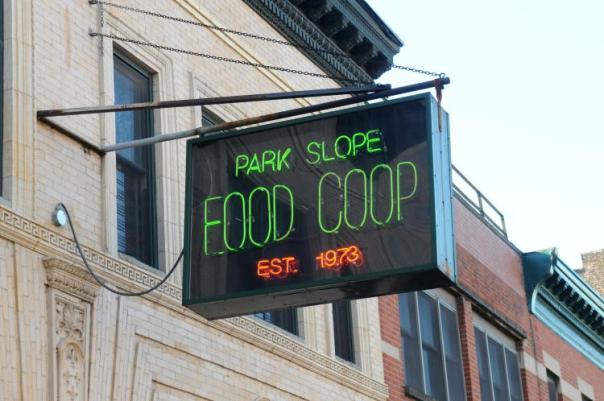 PARK SLOPE
FOOD COOP
EST. 1973